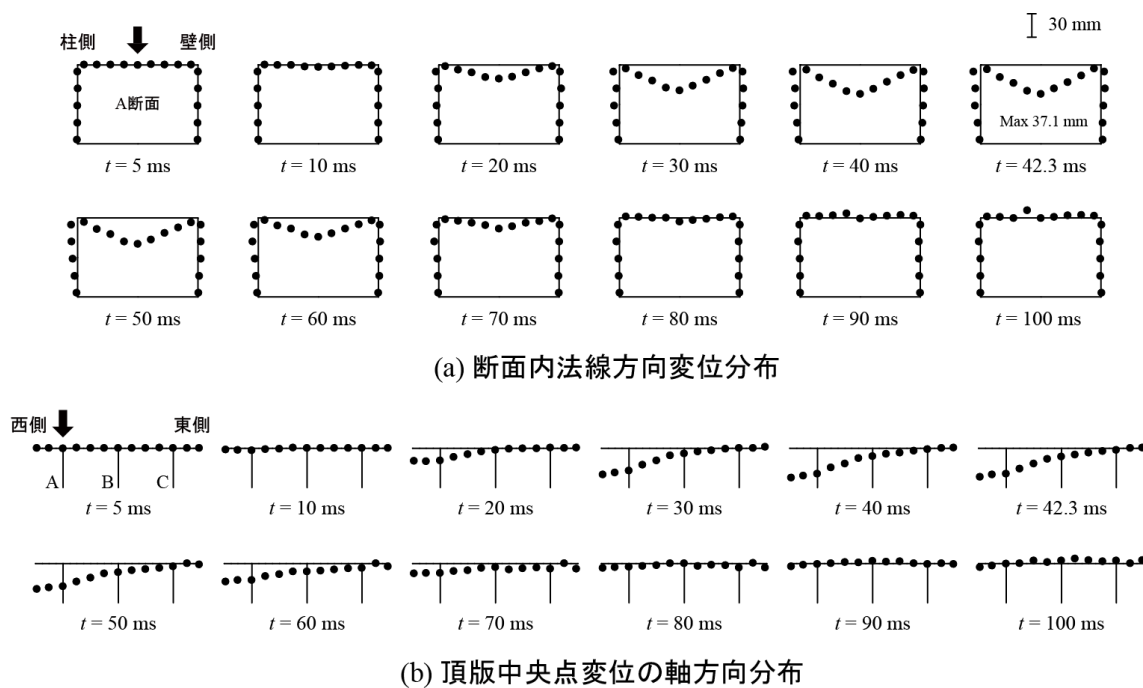 柱側 壁側 30 mm
A断面
Max 37.1 mm
t = 5 ms t = 10 ms t = 20 ms t = 30 ms t = 40 ms t = 42.3 ms
t = 50 ms t = 60 ms t = 70 ms t = 80 ms t = 90 ms t = 100 ms
(a) 断面内法線方向変位分布
西側 東側
A B C
t = 5 ms t = 10 ms t = 20 ms t = 30 ms t = 40 ms t = 42.3 ms
t = 50 ms t = 60 ms t = 70 ms t = 80 ms t = 90 ms t = 100 ms
(b) 頂版中央点変位の軸方向分布